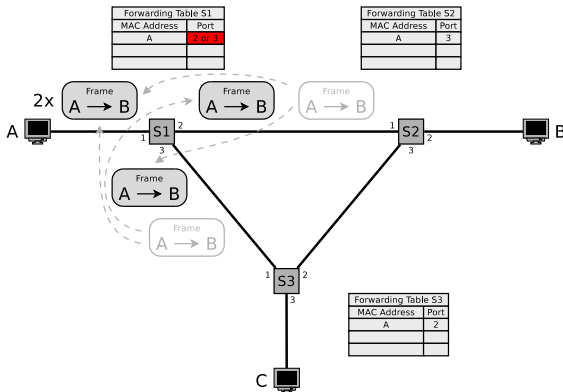 Forwarding Table S1
MAC Address Port
A 2 or 3
Forwarding Table S2
MAC Address Port
A 3
2x
Frame
A B
Frame
A B
Frame
A B
A
1 S1 2
3
1 S2 2
3
B
Frame
A B
Frame
A B
1 S3 2
3
Forwarding Table S3
MAC Address Port
A 2
C